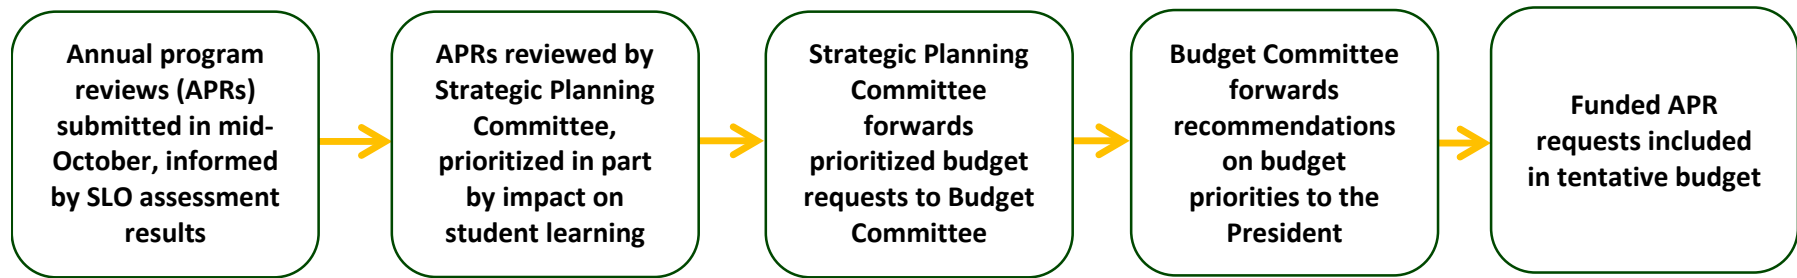 Annual program
reviews (APRs)
submitted in mid-
October, informed
by SLO assessment
results
APRs reviewed by
Strategic Planning
Committee,
prioritized in part
by impact on
student learning
Strategic Planning
Committee
forwards
prioritized budget
requests to Budget
Committee
Budget Committee
forwards
recommendations
on budget
priorities to the
President
Funded APR
requests included
in tentative budget